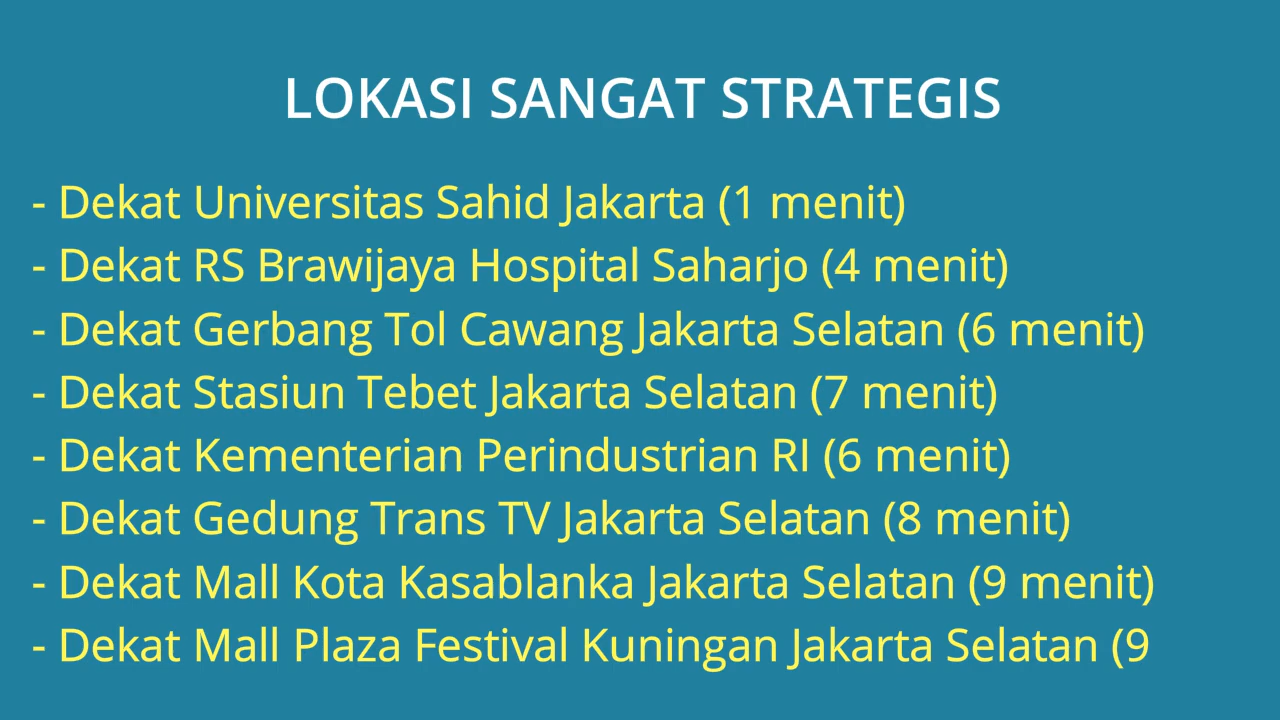 LOKASI SANGAT STRATEGIS
- Dekat Universitas Sahid Jakarta (1 menit)
- Dekat RS Brawijaya Hospital Saharjo (4 menit)
- Dekat Gerbang Tol Cawang Jakarta Selatan (6 menit)
- Dekat Stasiun Tebet Jakarta Selatan (7 menit)
- Dekat Kementerian Perindustrian RI (6 menit)
- Dekat Gedung Trans TV Jakarta Selatan (8 menit)
- Dekat Mall Kota Kasablanka Jakarta Selatan (9 menit)
- Dekat Mall Plaza Festival Kuningan Jakarta Selatan (9